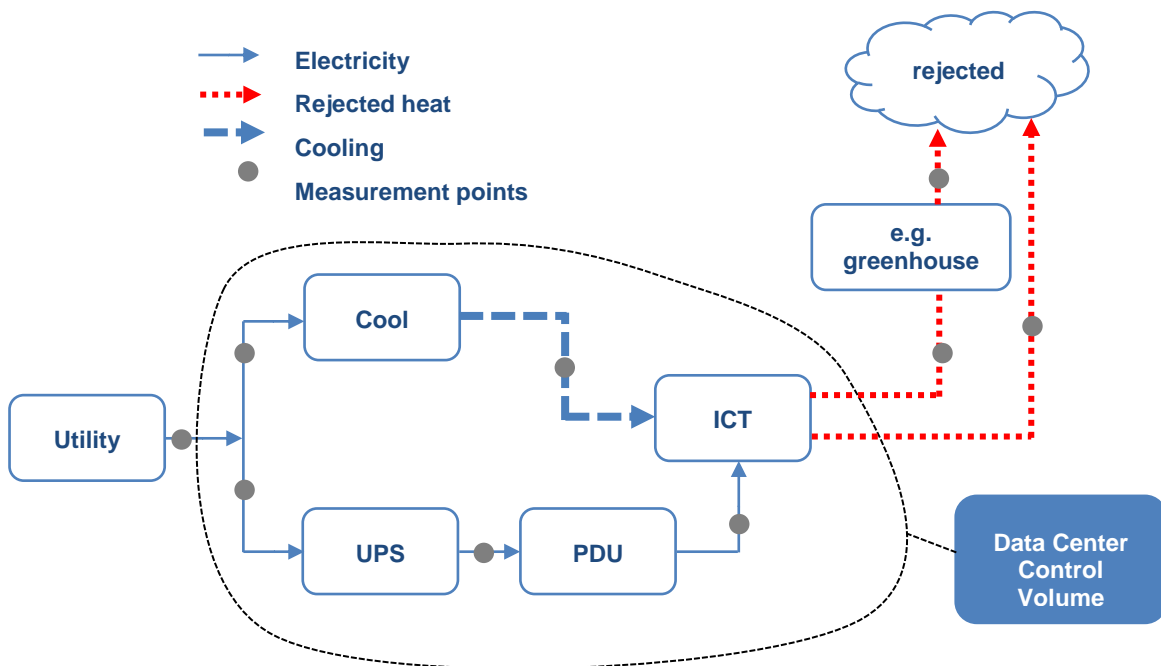 Electricity
Rejected heat
Cooling
Measurement points
rejected
e.g.
greenhouse
Cool
Utility
ICT
UPS
PDU
Data Center
Control
Volume